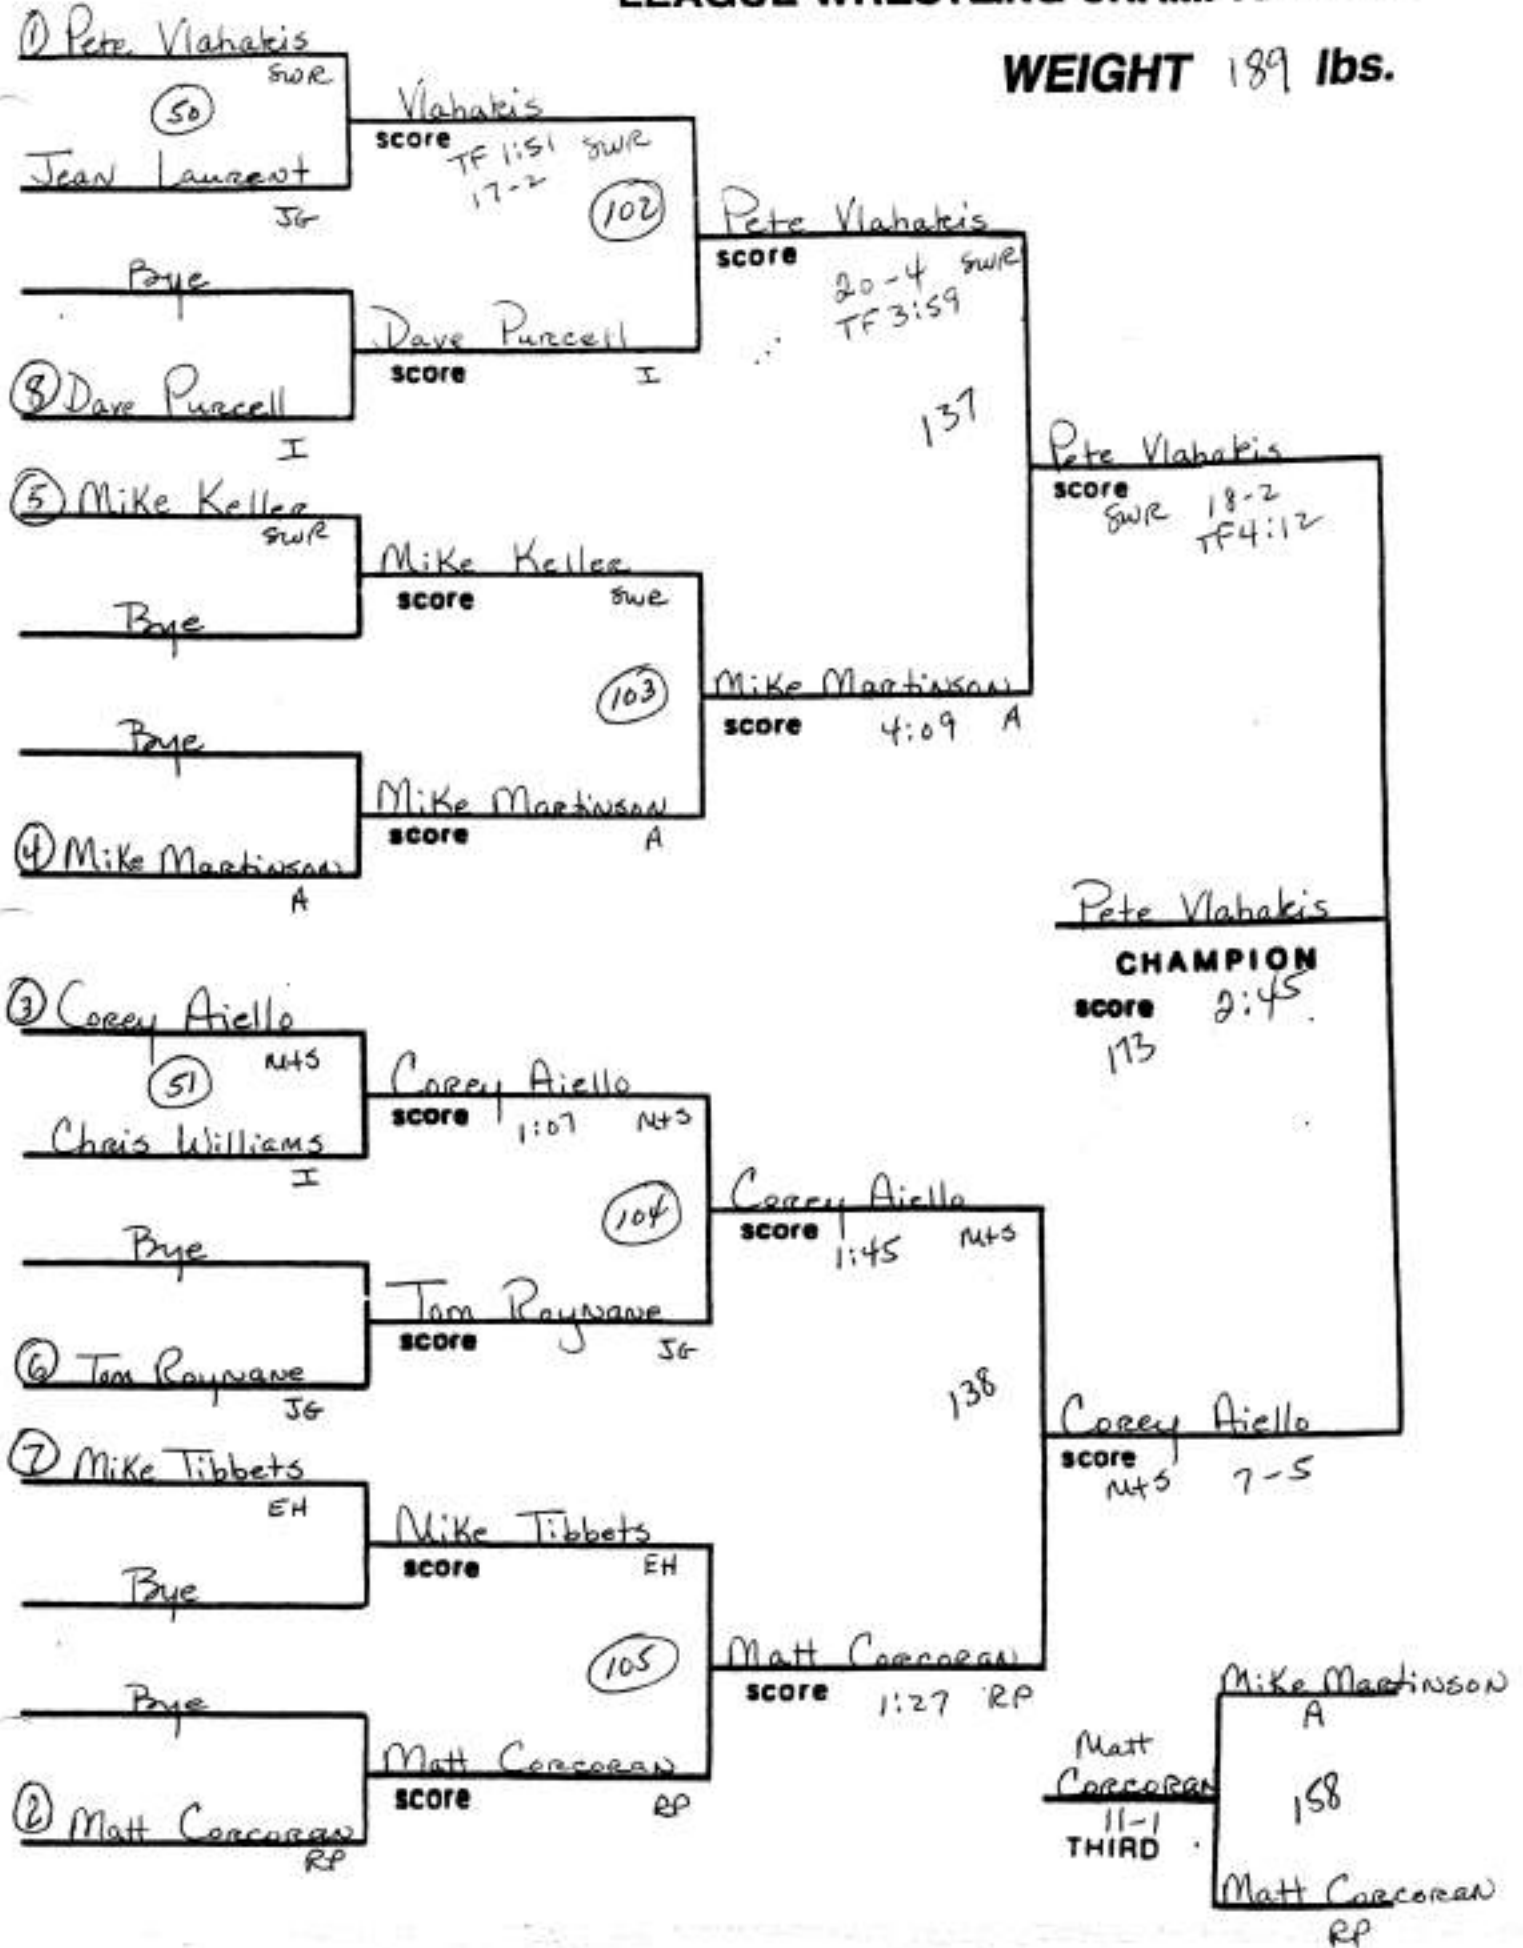 WEIGHT 189 lbs.
① Pete Vlahakis
SWR
50
Jean Laurent
JG
Vlahakis
score
TF 1:51 SWR
17-2
102
Bye
⑧ Dave Purcell
I
Dave Purcell
score
I
Pete Vlahakis
score
20-4 SWR
TF 3:59
137
⑤ Mike Keller
SWR
Bye
Mike Keller
score
SWR
103
Bye
④ Mike Martinson
A
Mike Martinson
score
A
Mike Martinson
score 4:09 A
Pete Vlahakis
score
SWR 18-2
TF 4:12
Pete Vlahakis
CHAMPION
score 2:45
173
③ Corey Aiello
M+S
51
Chris Williams
I
Corey Aiello
score 1:07 M+S
104
Bye
⑥ Tom Roynane
JG
Tom Roynane
score
JG
Corey Aiello
score 1:45 M+S
138
⑦ Mike Tibbets
EH
Bye
Mike Tibbets
score
EH
105
Bye
② Matt Corcoran
RP
Matt Corcoran
score
RP
Matt Corcoran
score 1:27 RP
Corey Aiello
score
M+S 7-5
Mike Martinson
A
158
Matt Corcoran
RP
Matt
Corcoran
11-1
THIRD